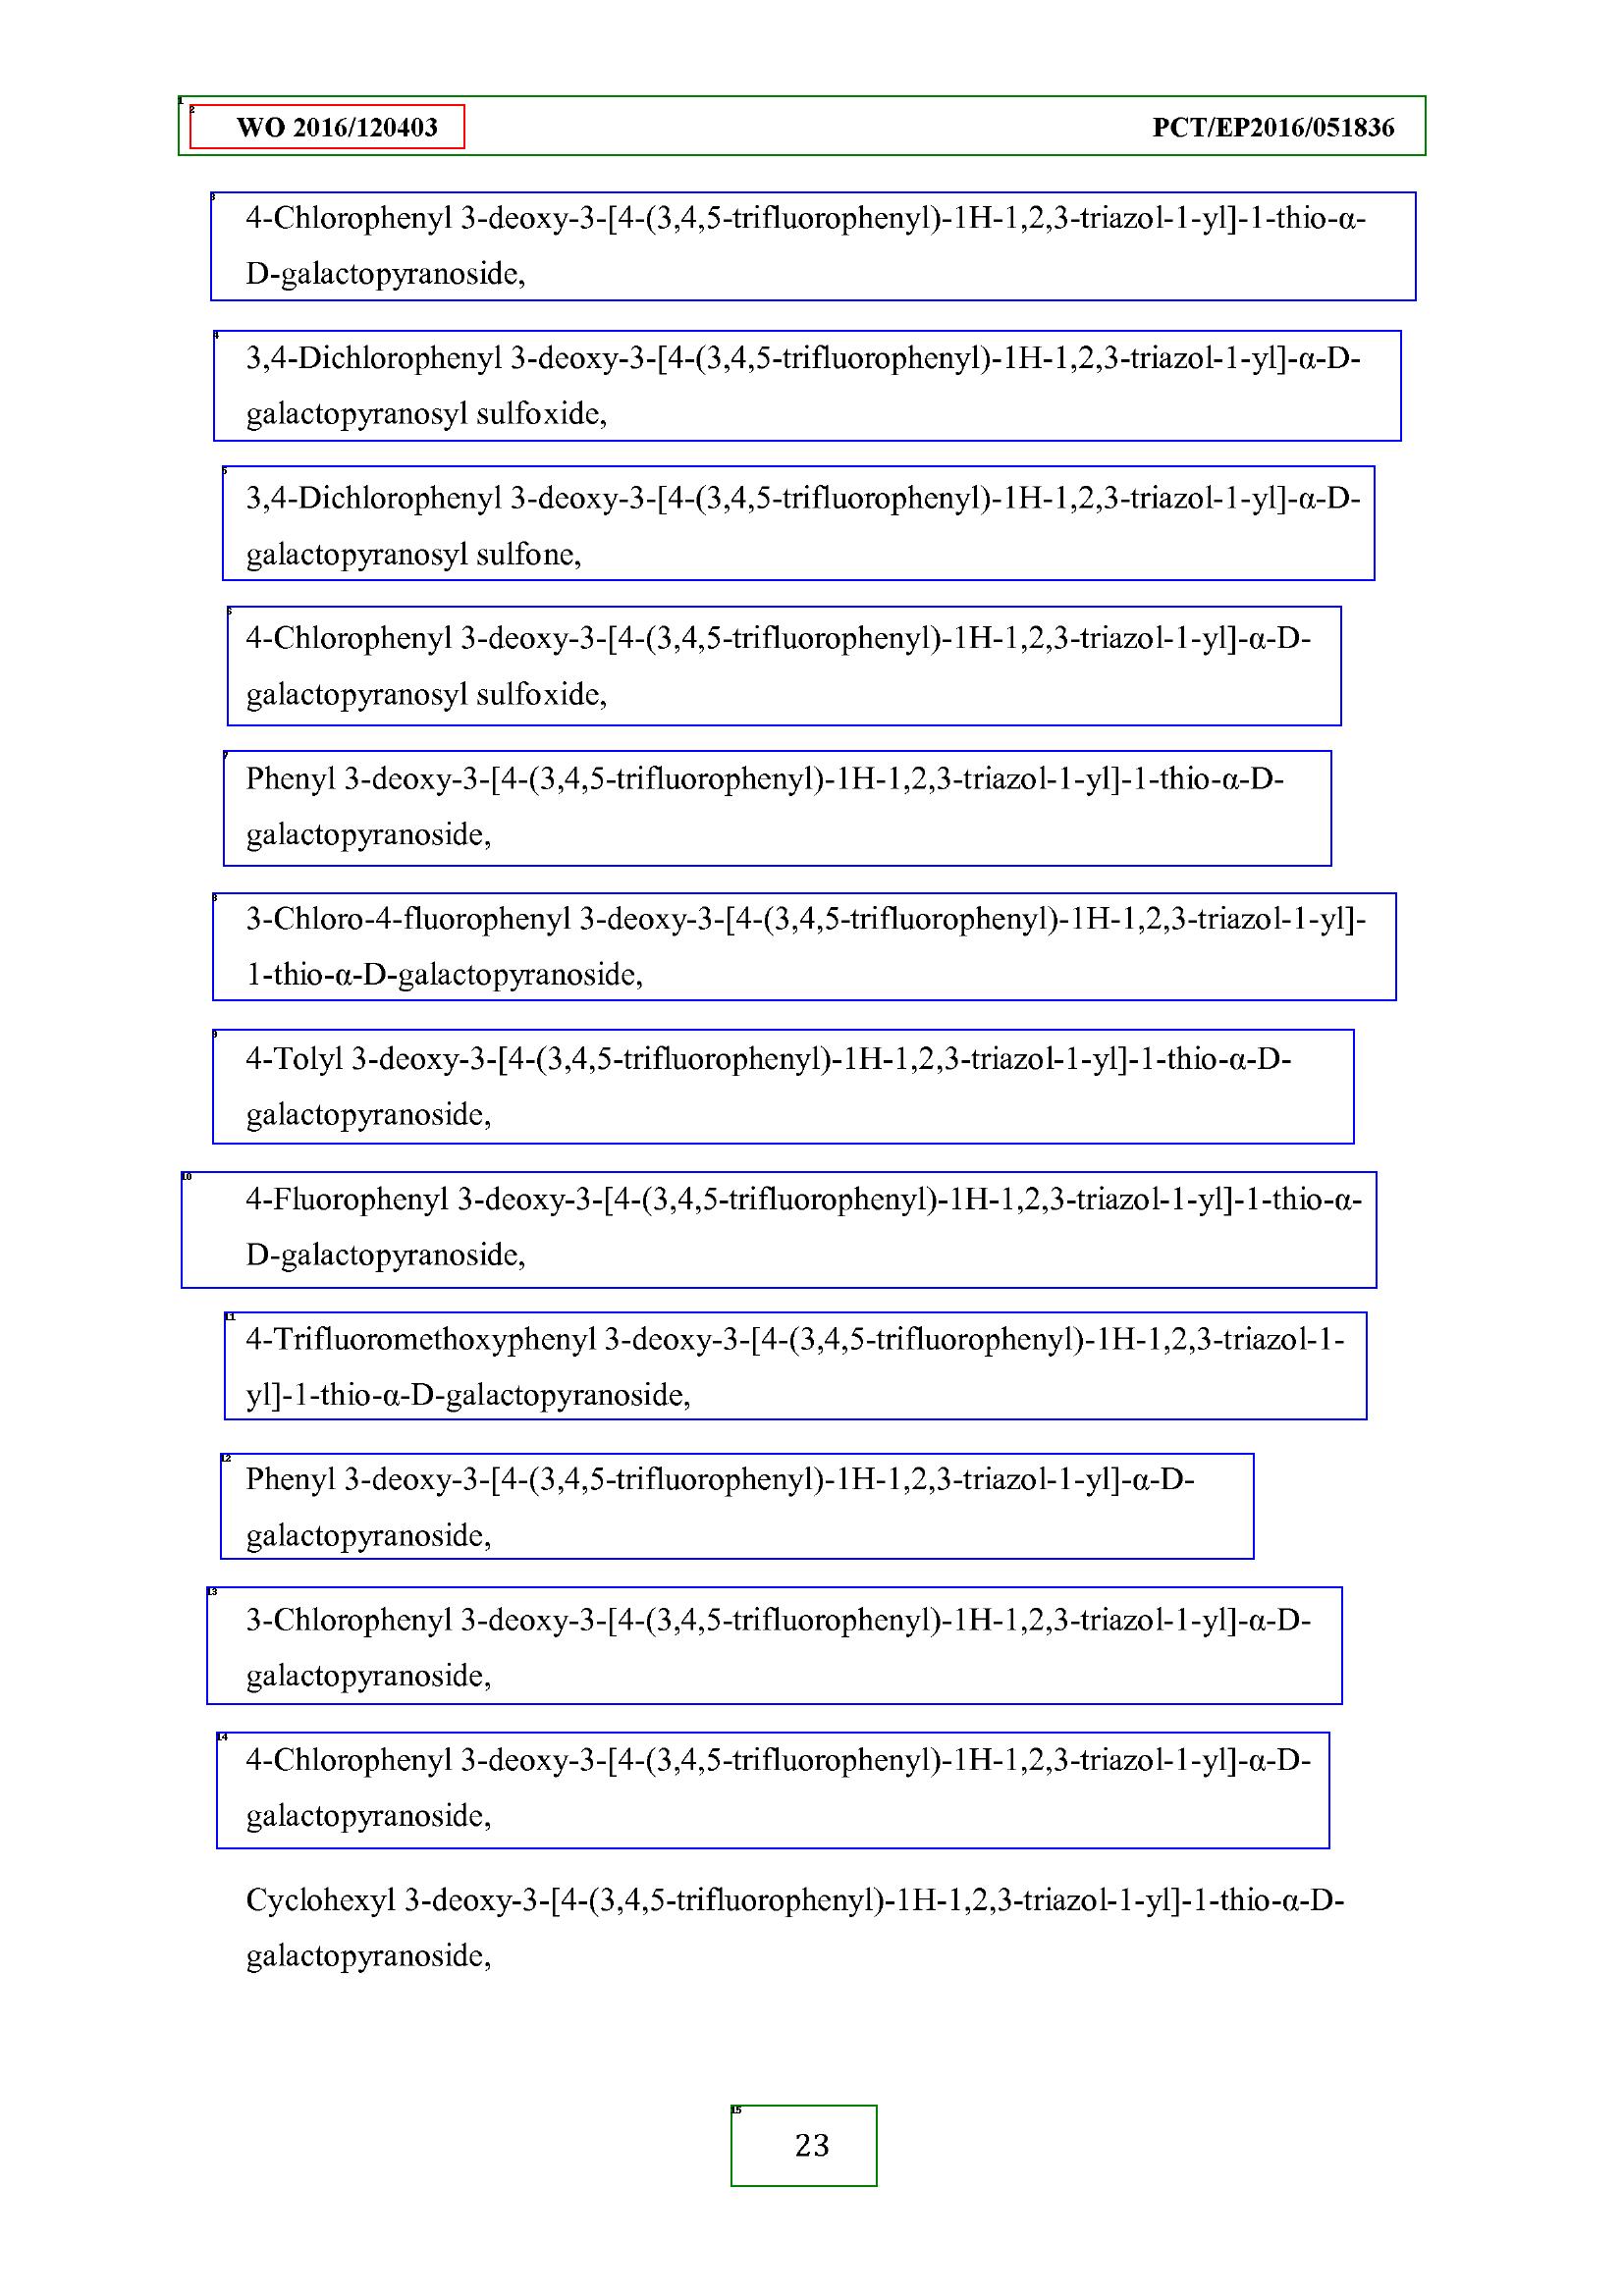 WO 2016/120403 PCT/EP2016/051836
3
4-Chlorophenyl 3-deoxy-3-[4-(3,4,5-trifluorophenyl)-1H-1,2,3-triazol-1-yl]-1-thio-α-
D-galactopyranoside,
4
3,4-Dichlorophenyl 3-deoxy-3-[4-(3,4,5-trifluorophenyl)-1H-1,2,3-triazol-1-yl]-α-D-
galactopyranosyl sulfoxide,
5
3,4-Dichlorophenyl 3-deoxy-3-[4-(3,4,5-trifluorophenyl)-1H-1,2,3-triazol-1-yl]-α-D-
galactopyranosyl sulfone,
6
4-Chlorophenyl 3-deoxy-3-[4-(3,4,5-trifluorophenyl)-1H-1,2,3-triazol-1-yl]-α-D-
galactopyranosyl sulfoxide,
7
Phenyl 3-deoxy-3-[4-(3,4,5-trifluorophenyl)-1H-1,2,3-triazol-1-yl]-1-thio-α-D-
galactopyranoside,
8
3-Chloro-4-fluorophenyl 3-deoxy-3-[4-(3,4,5-trifluorophenyl)-1H-1,2,3-triazol-1-yl]-
1-thio-α-D-galactopyranoside,
9
4-Tolyl 3-deoxy-3-[4-(3,4,5-trifluorophenyl)-1H-1,2,3-triazol-1-yl]-1-thio-α-D-
galactopyranoside,
10
4-Fluorophenyl 3-deoxy-3-[4-(3,4,5-trifluorophenyl)-1H-1,2,3-triazol-1-yl]-1-thio-α-
D-galactopyranoside,
11
4-Trifluoromethoxyphenyl 3-deoxy-3-[4-(3,4,5-trifluorophenyl)-1H-1,2,3-triazol-1-
yl]-1-thio-α-D-galactopyranoside,
12
Phenyl 3-deoxy-3-[4-(3,4,5-trifluorophenyl)-1H-1,2,3-triazol-1-yl]-α-D-
galactopyranoside,
13
3-Chlorophenyl 3-deoxy-3-[4-(3,4,5-trifluorophenyl)-1H-1,2,3-triazol-1-yl]-α-D-
galactopyranoside,
14
4-Chlorophenyl 3-deoxy-3-[4-(3,4,5-trifluorophenyl)-1H-1,2,3-triazol-1-yl]-α-D-
galactopyranoside,
Cyclohexyl 3-deoxy-3-[4-(3,4,5-trifluorophenyl)-1H-1,2,3-triazol-1-yl]-1-thio-α-D-
galactopyranoside,
15
23